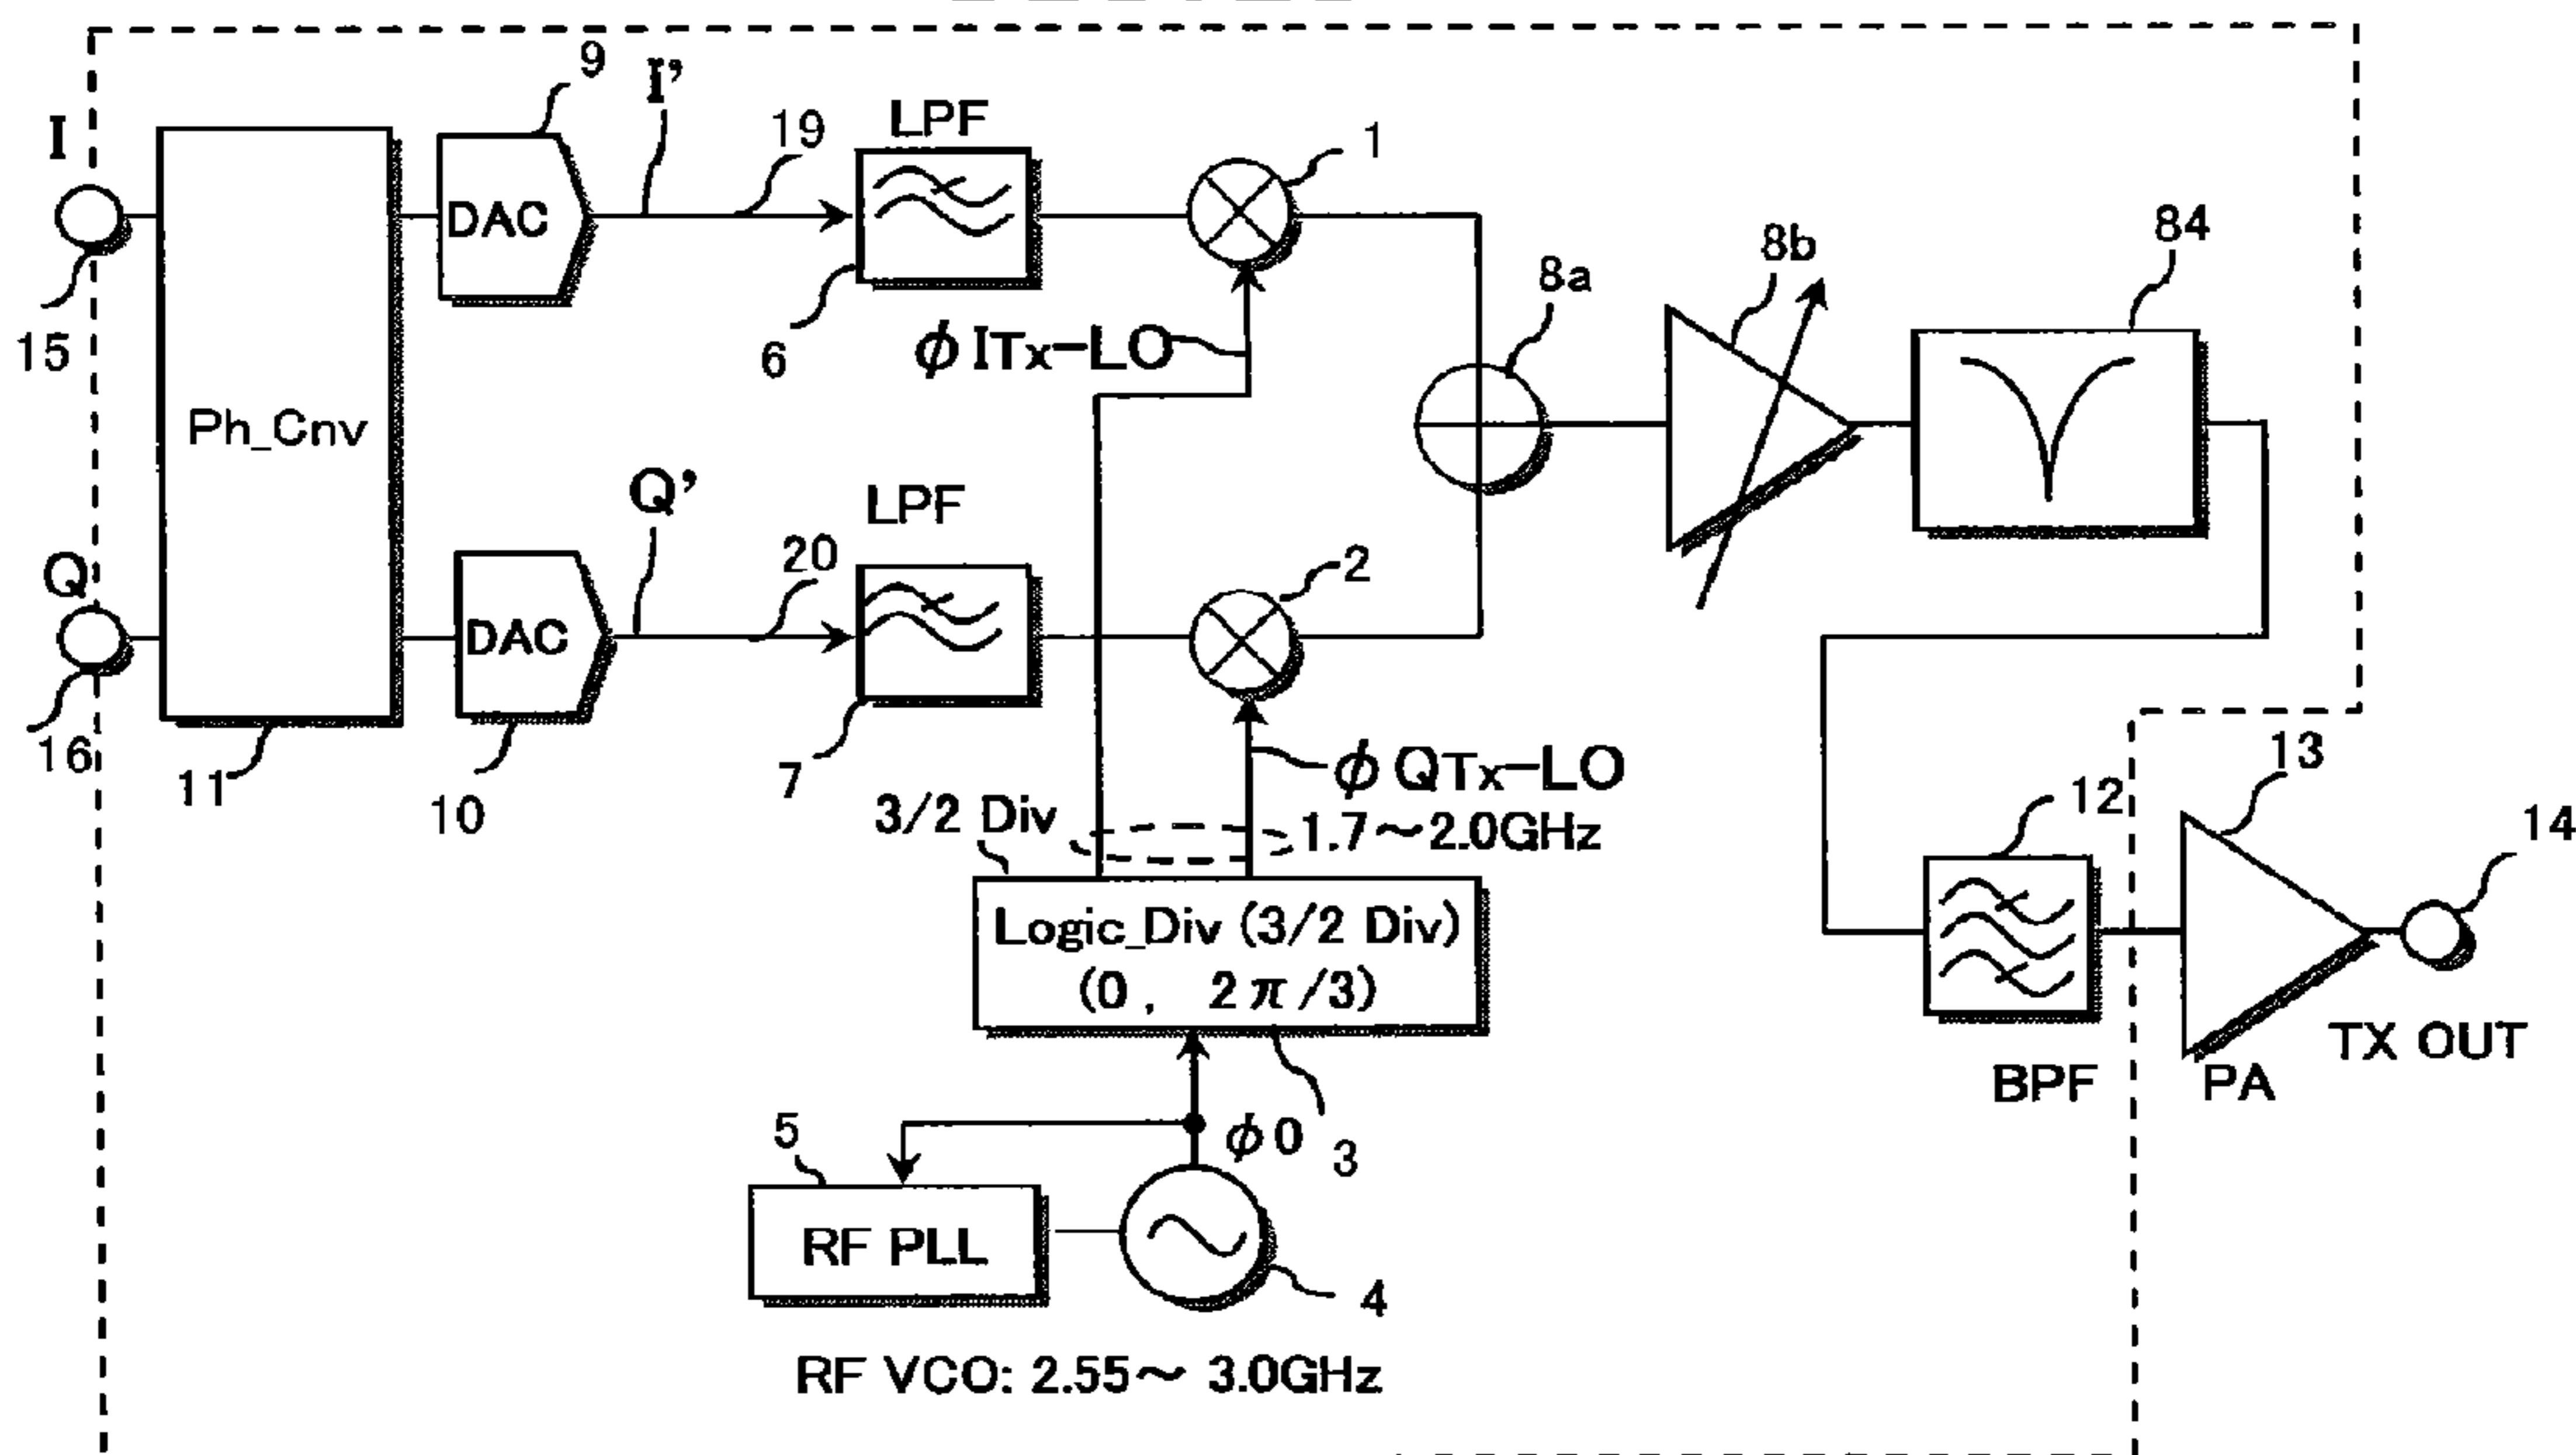 9
I'
19
LPF
1
I
DAC
8b
84
8a
15
6
ϕ ITx-LO
Ph_Cnv
Q'
LPF
Q
20
2
DAC
16
11
10
7
ϕ QTx-LO
3/2 Div
1.7～2.0GHz
12
13
14
Logic_Div (3/2 Div)
(0, 2π/3)
TX OUT
BPF
PA
5
ϕ0
3
RF PLL
4
RF VCO: 2.55～ 3.0GHz